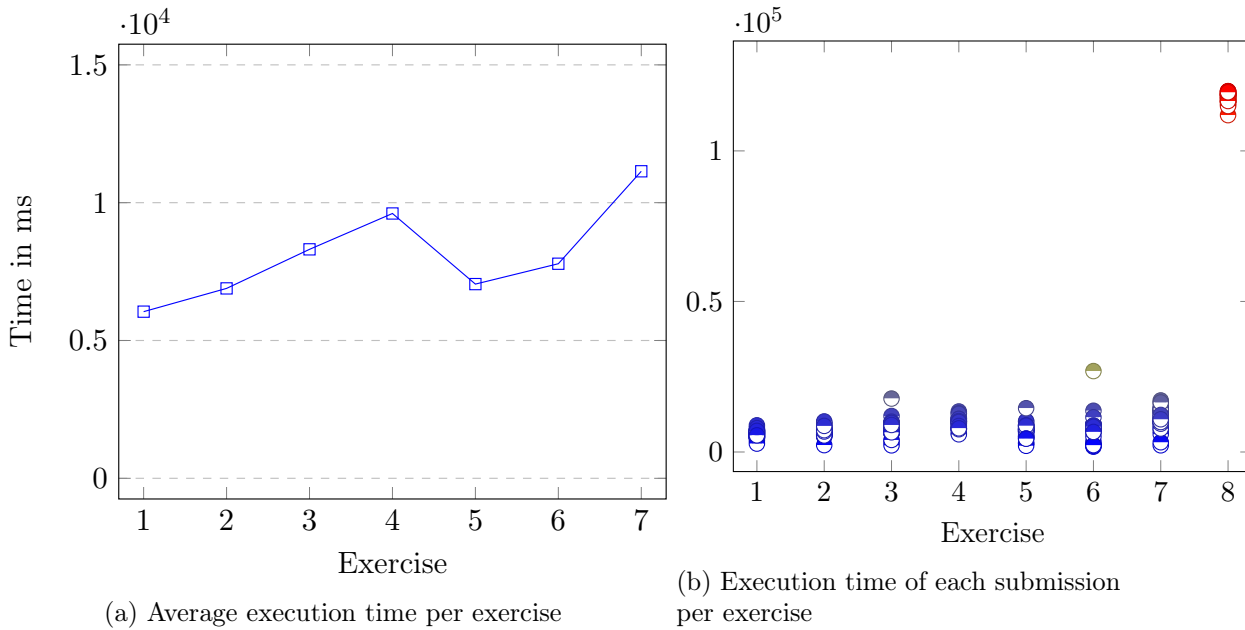 ·10^4
1.5
1
0.5
0
Time in ms
1 2 3 4 5 6 7
Exercise
(a) Average execution time per exercise
·10^5
1
0.5
0
1 2 3 4 5 6 7 8
Exercise
(b) Execution time of each submission
per exercise